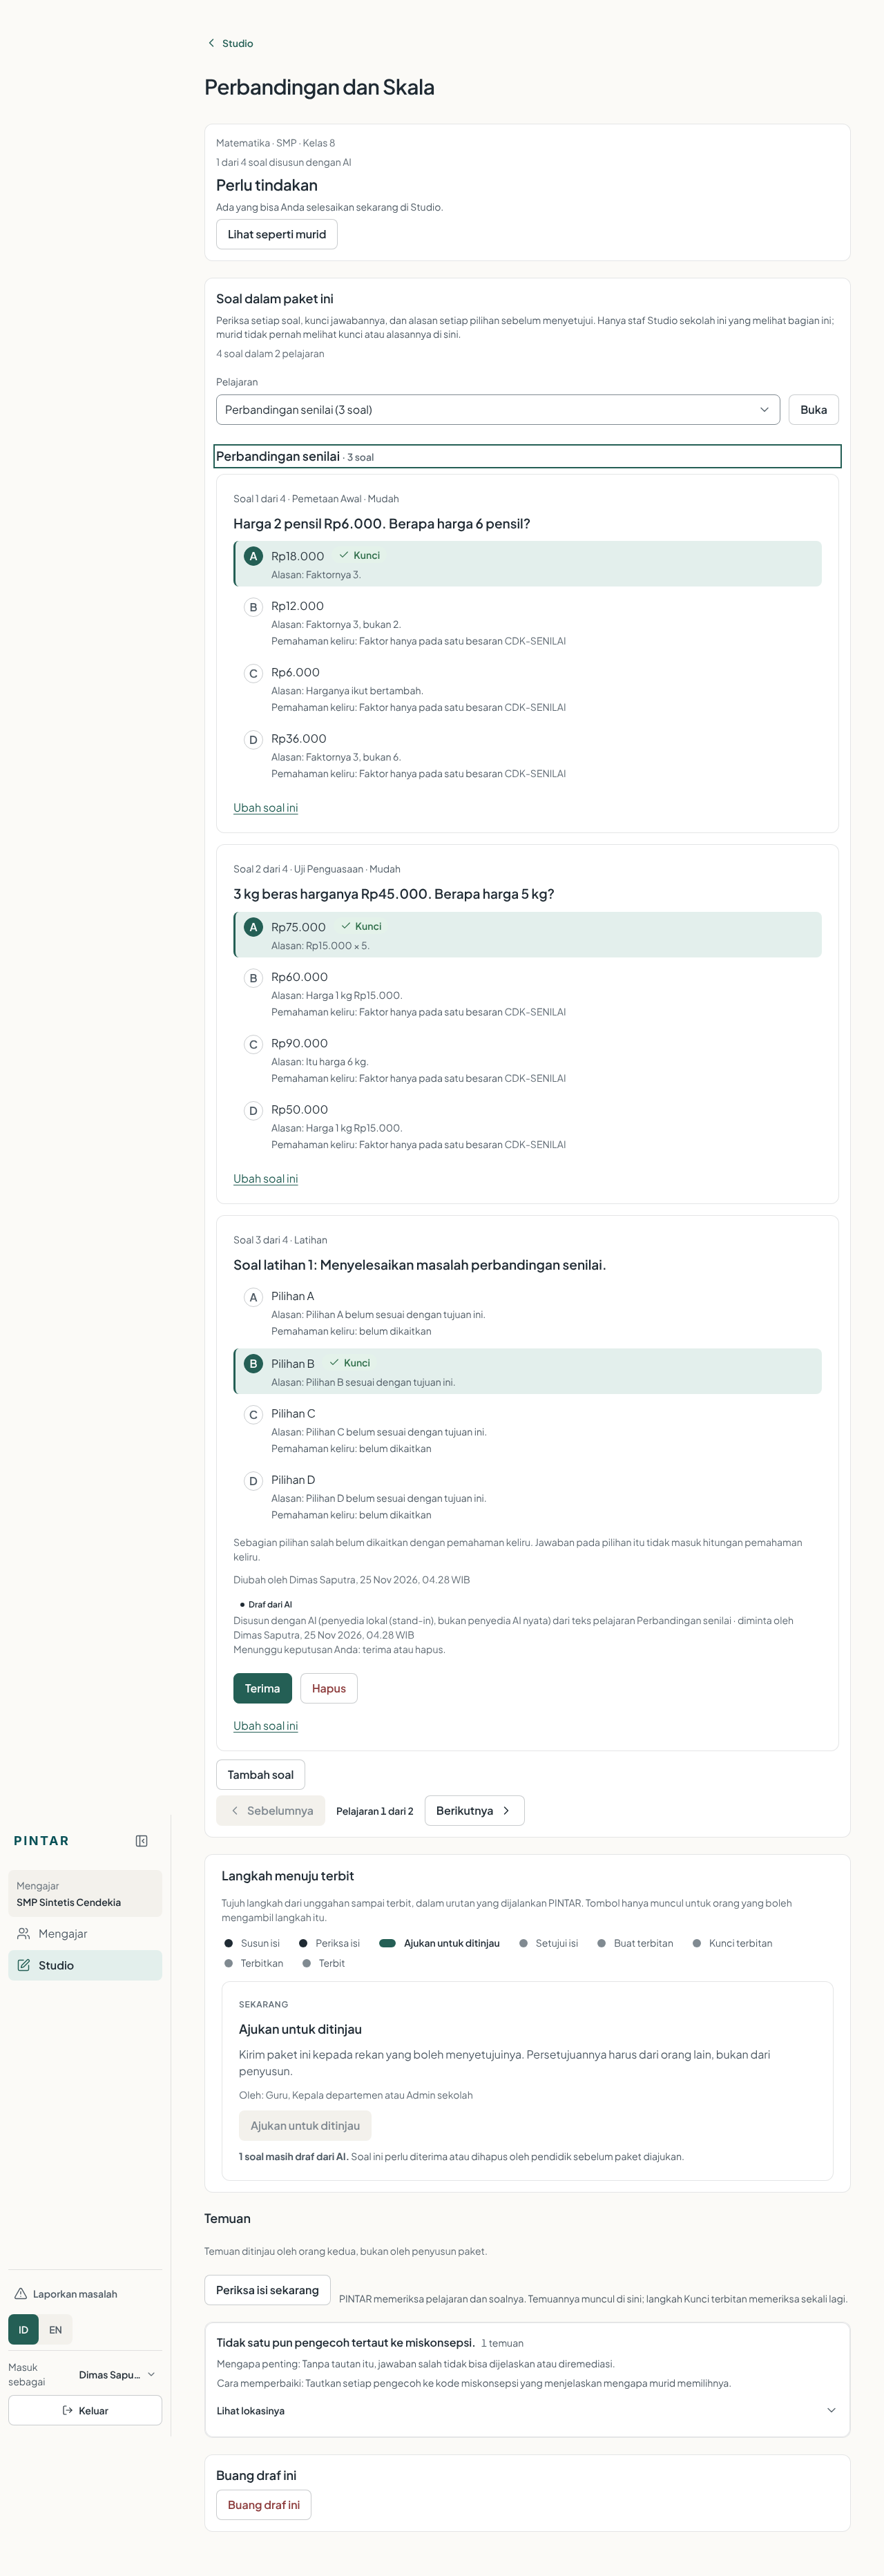 Studio
Perbandingan dan Skala
Matematika · SMP · Kelas 8
1 dari 4 soal disusun dengan AI
Perlu tindakan
Ada yang bisa Anda selesaikan sekarang di Studio.
Lihat seperti murid
Soal dalam paket ini
Periksa setiap soal, kunci jawabannya, dan alasan setiap pilihan sebelum menyetujui. Hanya staf Studio sekolah ini yang melihat bagian ini;
murid tidak pernah melihat kunci atau alasannya di sini.
4 soal dalam 2 pelajaran
Pelajaran
Perbandingan senilai (3 soal)
Buka
Perbandingan senilai · 3 soal
Soal 1 dari 4 · Pemetaan Awal · Mudah
Harga 2 pensil Rp6.000. Berapa harga 6 pensil?
A Rp18.000 Kunci
Alasan: Faktornya 3.
B Rp12.000
Alasan: Faktornya 3, bukan 2.
Pemahaman keliru: Faktor hanya pada satu besaran CDK-SENILAI
C Rp6.000
Alasan: Harganya ikut bertambah.
Pemahaman keliru: Faktor hanya pada satu besaran CDK-SENILAI
D Rp36.000
Alasan: Faktornya 3, bukan 6.
Pemahaman keliru: Faktor hanya pada satu besaran CDK-SENILAI
Ubah soal ini
Soal 2 dari 4 · Uji Penguasaan · Mudah
3 kg beras harganya Rp45.000. Berapa harga 5 kg?
A Rp75.000 Kunci
Alasan: Rp15.000 × 5.
B Rp60.000
Alasan: Harga 1 kg Rp15.000.
Pemahaman keliru: Faktor hanya pada satu besaran CDK-SENILAI
C Rp90.000
Alasan: Itu harga 6 kg.
Pemahaman keliru: Faktor hanya pada satu besaran CDK-SENILAI
D Rp50.000
Alasan: Harga 1 kg Rp15.000.
Pemahaman keliru: Faktor hanya pada satu besaran CDK-SENILAI
Ubah soal ini
Soal 3 dari 4 · Latihan
Soal latihan 1: Menyelesaikan masalah perbandingan senilai.
A Pilihan A
Alasan: Pilihan A belum sesuai dengan tujuan ini.
Pemahaman keliru: belum dikaitkan
B Pilihan B Kunci
Alasan: Pilihan B sesuai dengan tujuan ini.
C Pilihan C
Alasan: Pilihan C belum sesuai dengan tujuan ini.
Pemahaman keliru: belum dikaitkan
D Pilihan D
Alasan: Pilihan D belum sesuai dengan tujuan ini.
Pemahaman keliru: belum dikaitkan
Sebagian pilihan salah belum dikaitkan dengan pemahaman keliru. Jawaban pada pilihan itu tidak masuk hitungan pemahaman
keliru.
Diubah oleh Dimas Saputra, 25 Nov 2026, 04.28 WIB
Draf dari AI
Disusun dengan AI (penyedia lokal (stand-in), bukan penyedia AI nyata) dari teks pelajaran Perbandingan senilai · diminta oleh
Dimas Saputra, 25 Nov 2026, 04.28 WIB
Menunggu keputusan Anda: terima atau hapus.
Terima
Hapus
Ubah soal ini
Tambah soal
Sebelumnya
Pelajaran 1 dari 2
Berikutnya
PINTAR
Mengajar
SMP Sintetis Cendekia
Mengajar
Studio
Laporkan masalah
ID
EN
Masuk
sebagai
Dimas Sapu...
Keluar
Langkah menuju terbit
Tujuh langkah dari unggahan sampai terbit, dalam urutan yang dijalankan PINTAR. Tombol hanya muncul untuk orang yang boleh
mengambil langkah itu.
Susun isi
Periksa isi
Ajukan untuk ditinjau
Setujui isi
Buat terbitan
Kunci terbitan
Terbitkan
Terbit
SEKARANG
Ajukan untuk ditinjau
Kirim paket ini kepada rekan yang boleh menyetujuinya. Persetujuannya harus dari orang lain, bukan dari
penyusun.
Oleh: Guru, Kepala departemen atau Admin sekolah
Ajukan untuk ditinjau
1 soal masih draf dari AI. Soal ini perlu diterima atau dihapus oleh pendidik sebelum paket diajukan.
Temuan
Temuan ditinjau oleh orang kedua, bukan oleh penyusun paket.
Periksa isi sekarang
PINTAR memeriksa pelajaran dan soalnya. Temuannya muncul di sini; langkah Kunci terbitan memeriksa sekali lagi.
Tidak satu pun pengecoh tertaut ke miskonsepsi. 1 temuan
Mengapa penting: Tanpa tautan itu, jawaban salah tidak bisa dijelaskan atau diremediasi.
Cara memperbaiki: Tautkan setiap pengecoh ke kode miskonsepsi yang menjelaskan mengapa murid memilihnya.
Lihat lokasinya
Buang draf ini
Buang draf ini